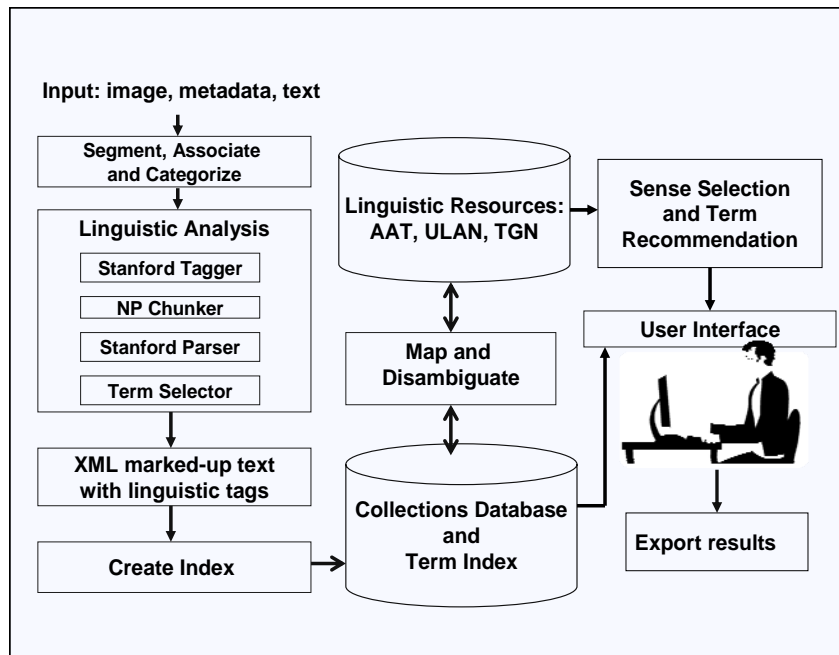 Input: image, metadata, text
Segment, Associate
and Categorize
Linguistic Analysis
Stanford Tagger
NP Chunker
Stanford Parser
Term Selector
XML marked-up text
with linguistic tags
Create Index
Linguistic Resources:
AAT, ULAN, TGN
Map and
Disambiguate
Collections Database
and
Term Index
Sense Selection
and Term
Recommendation
User Interface
Export results